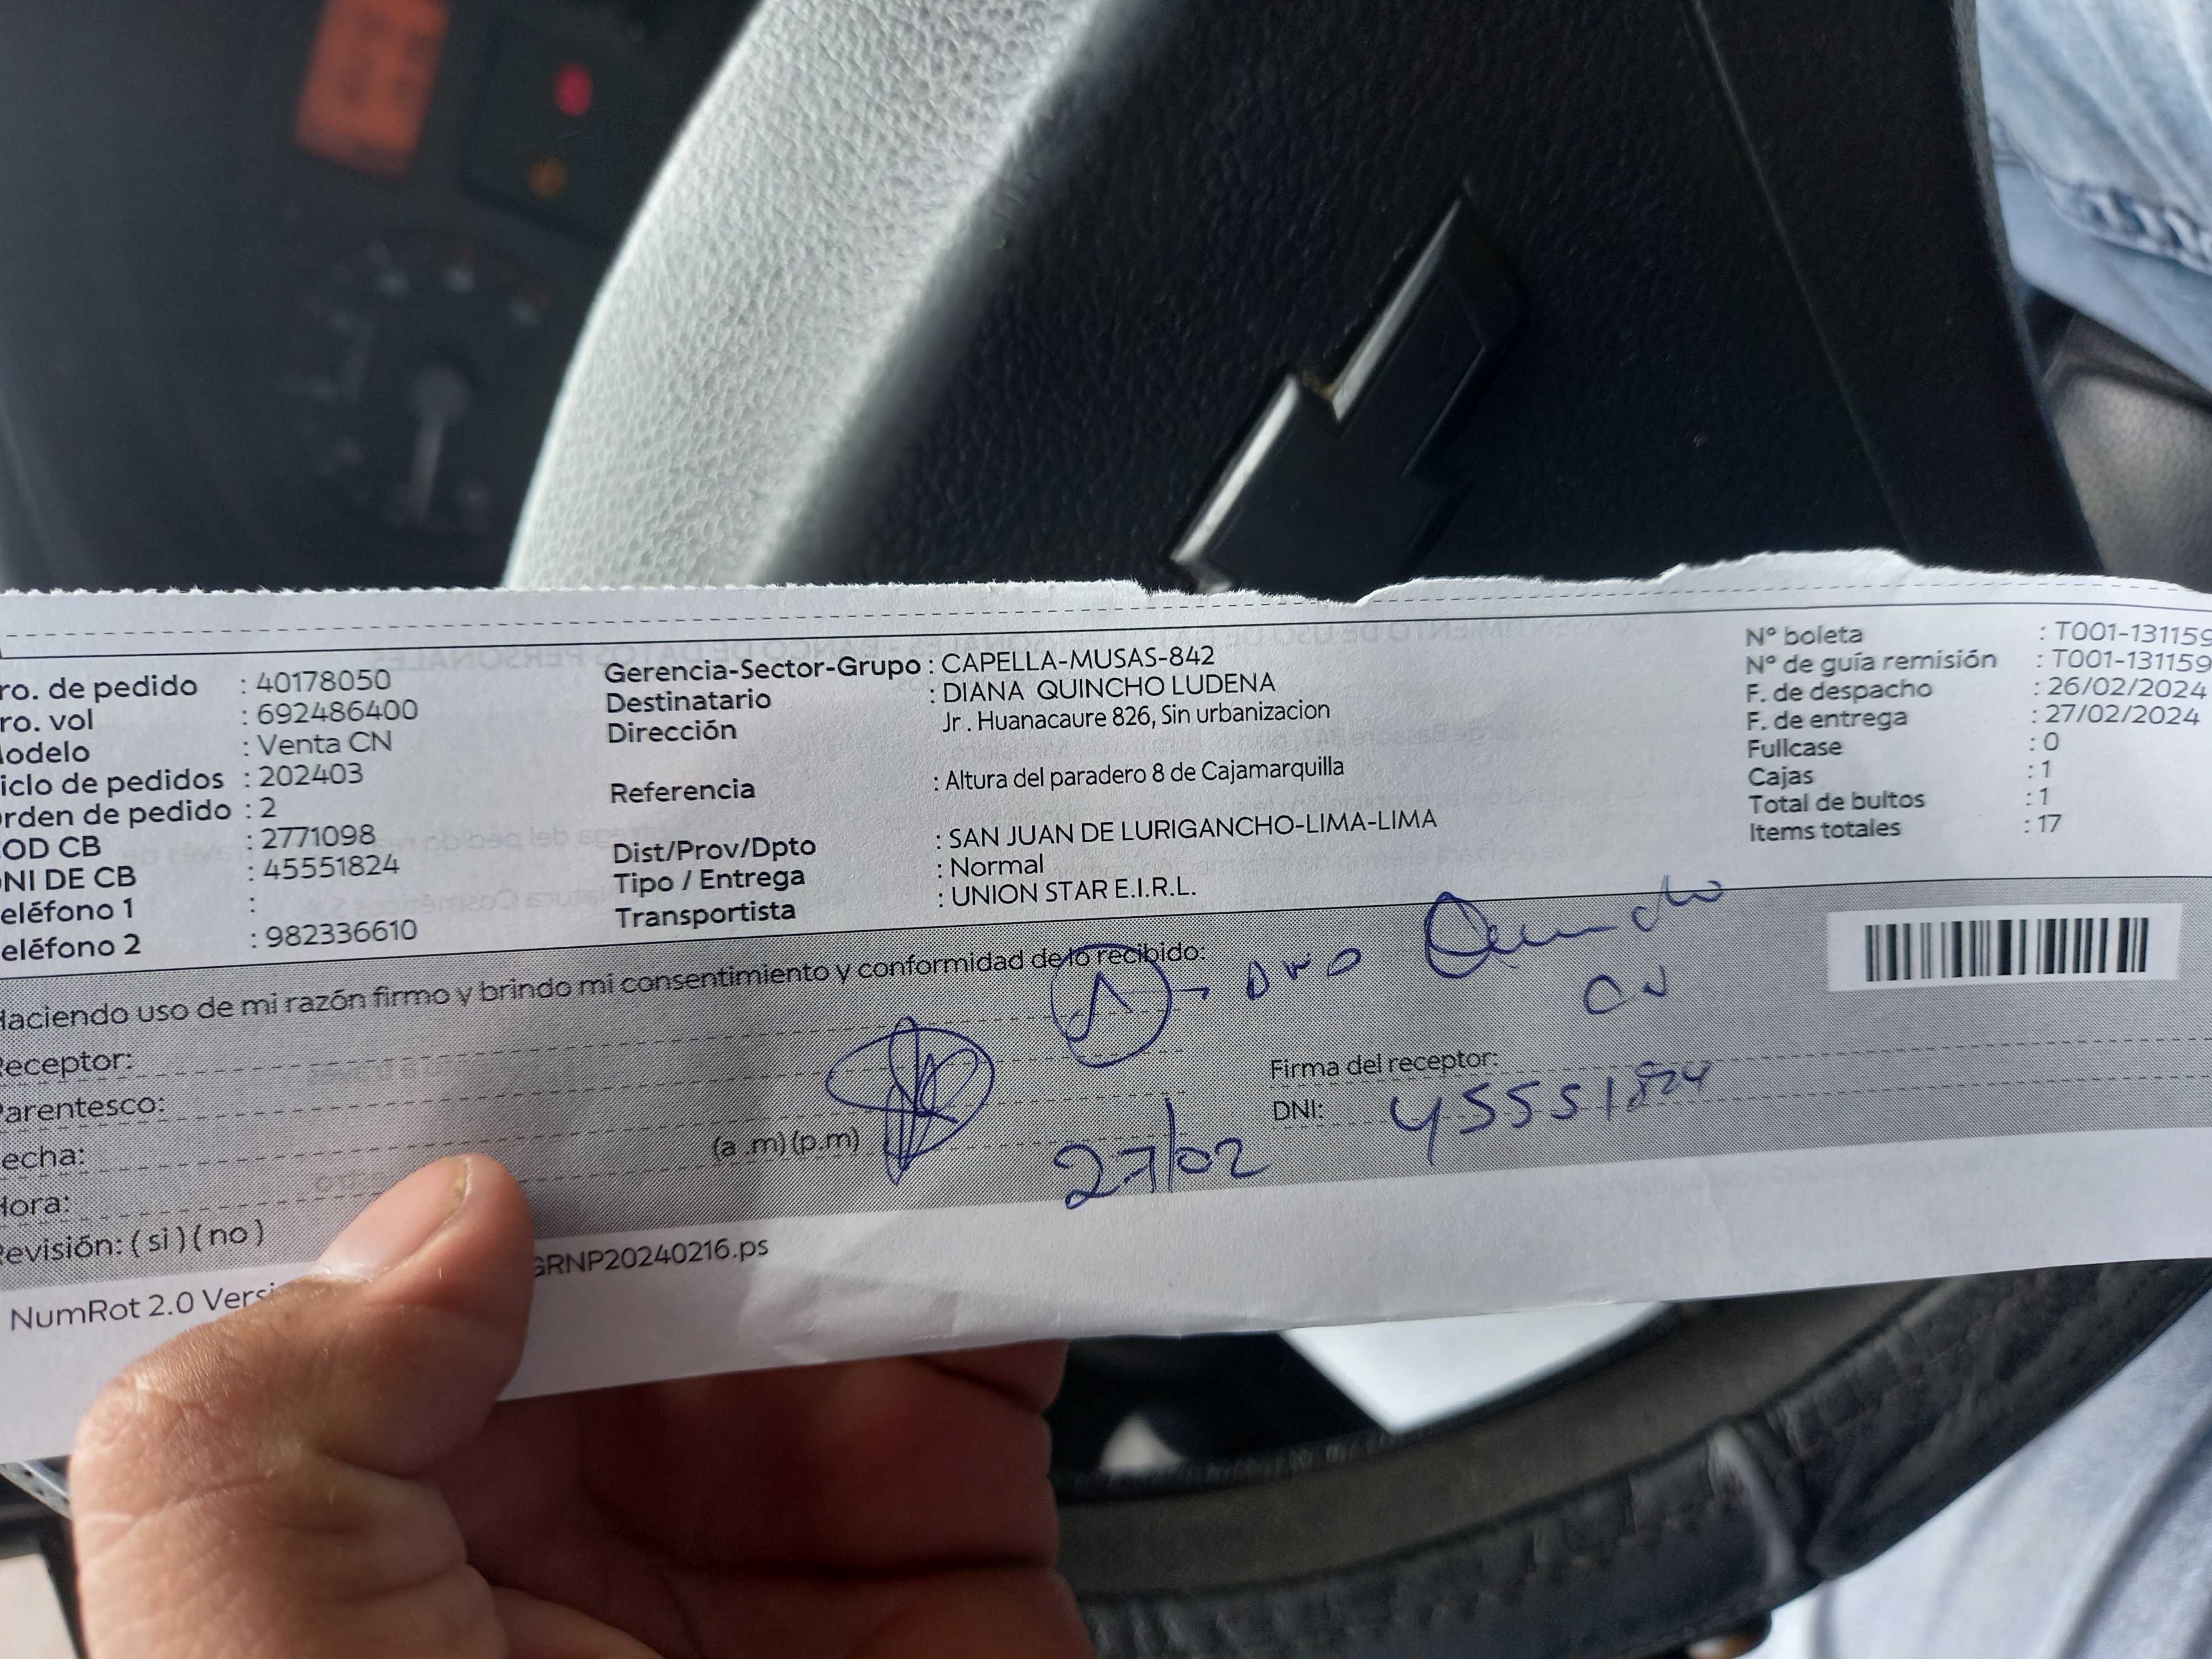 ro. de pedido : 40178050
ro. vol : 692486400
odelo : Venta CN
iclo de pedidos : 202403
rden de pedido : 2
OD CB : 2771098
NI DE CB : 45551824
eléfono 1 :
eléfono 2 : 982336610
Gerencia-Sector-Grupo : CAPELLA-MUSAS-842
Destinatario : DIANA QUINCHO LUDENA
Dirección Jr. Huanacaure 826, Sin urbanizacion
Referencia : Altura del paradero 8 de Cajamarquilla
Dist/Prov/Dpto : SAN JUAN DE LURIGANCHO-LIMA-LIMA
Tipo / Entrega : Normal
Transportista : UNION STAR E.I.R.L.
N° boleta : T001-131159
N° de guía remisión : T001-131159
F. de despacho : 26/02/2024
F. de entrega : 27/02/2024
Fullcase : 0
Cajas : 1
Total de bultos : 1
Items totales : 17
Haciendo uso de mi razón firmo y brindo mi consentimiento y conformidad de lo recibido:
Receptor:
Parentesco:
echa:
Hora: (a .m) (p.m)
Revisión: ( si ) ( no )
Firma del receptor:
DNI: 45551824
27/02
NumRot 2.0 Versi
GRNP20240216.ps